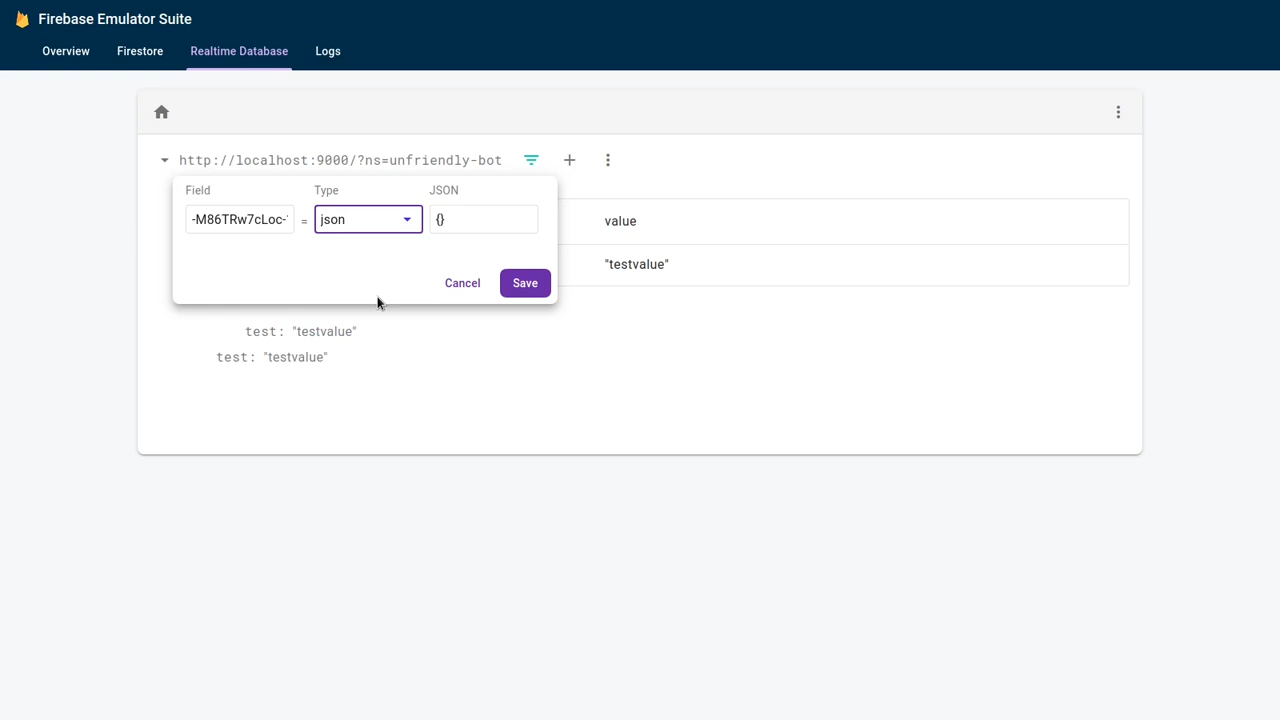 Firebase Emulator Suite
Overview Firestore Realtime Database Logs
http://localhost:9000/?ns=unfriendly-bot
Field Type JSON
-M86TRw7cLoc- = json {}
Cancel Save
value
"testvalue"
test: "testvalue"
test: "testvalue"